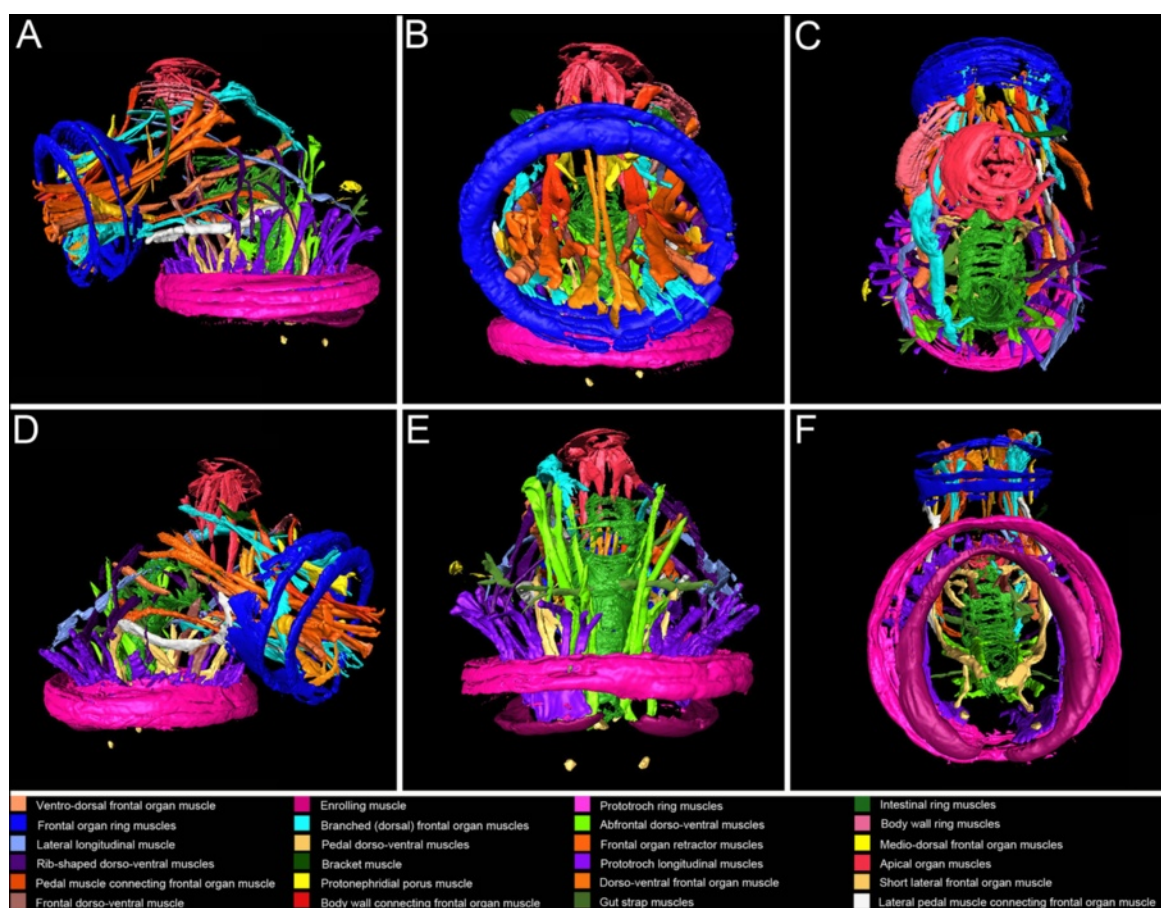 A
B
C
D
E
F
Ventro-dorsal frontal organ muscle
Enrolling muscle
Prototroch ring muscles
Intestinal ring muscles
Frontal organ ring muscles
Branched (dorsal) frontal organ muscles
Abfrontal dorso-ventral muscles
Body wall ring muscles
Lateral longitudinal muscle
Pedal dorso-ventral muscles
Frontal organ retractor muscles
Medio-dorsal frontal organ muscles
Rib-shaped dorso-ventral muscles
Bracket muscle
Prototroch longitudinal muscles
Apical organ muscles
Pedal muscle connecting frontal organ muscle
Protonephridial porus muscle
Dorso-ventral frontal organ muscle
Short lateral frontal organ muscle
Frontal dorso-ventral muscle
Body wall connecting frontal organ muscle
Gut strap muscles
Lateral pedal muscle connecting frontal organ muscle